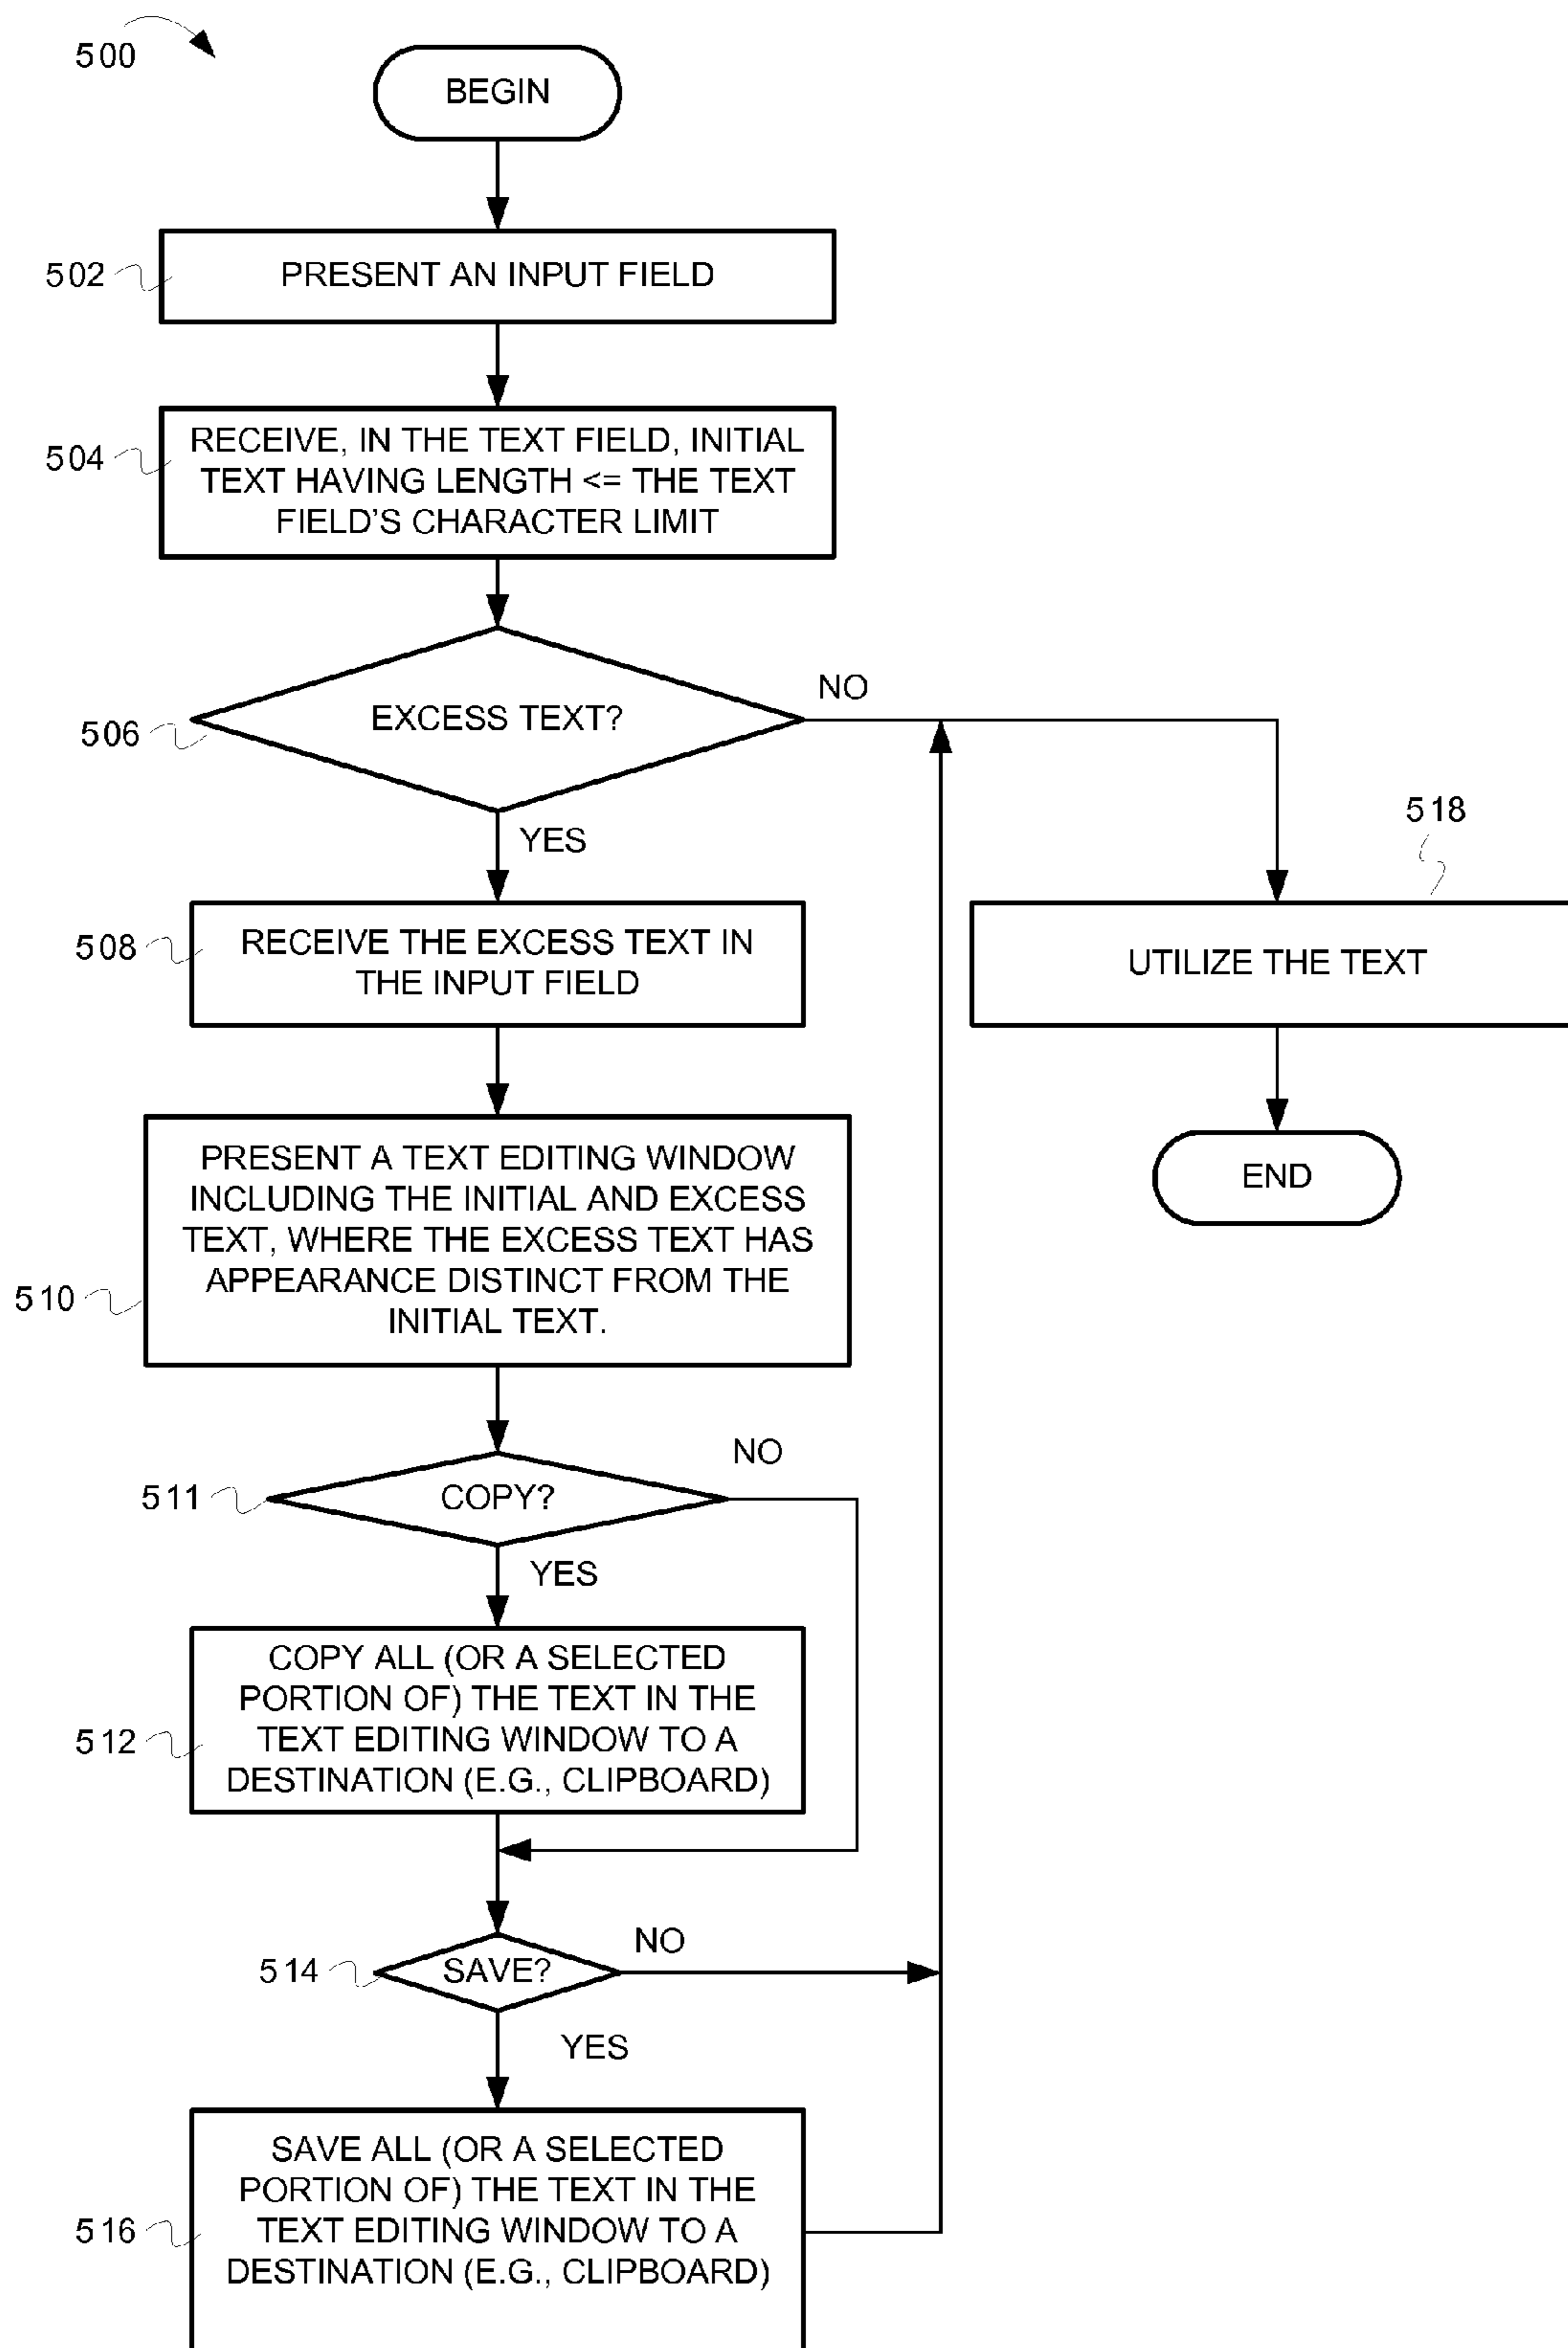 500
BEGIN
502
PRESENT AN INPUT FIELD
504
RECEIVE, IN THE TEXT FIELD, INITIAL
TEXT HAVING LENGTH <= THE TEXT
FIELD'S CHARACTER LIMIT
506
EXCESS TEXT?
NO
YES
518
508
RECEIVE THE EXCESS TEXT IN
THE INPUT FIELD
UTILIZE THE TEXT
END
510
PRESENT A TEXT EDITING WINDOW
INCLUDING THE INITIAL AND EXCESS
TEXT, WHERE THE EXCESS TEXT HAS
APPEARANCE DISTINCT FROM THE
INITIAL TEXT.
511
COPY?
NO
YES
512
COPY ALL (OR A SELECTED
PORTION OF) THE TEXT IN THE
TEXT EDITING WINDOW TO A
DESTINATION (E.G., CLIPBOARD)
514
SAVE?
NO
YES
516
SAVE ALL (OR A SELECTED
PORTION OF) THE TEXT IN THE
TEXT EDITING WINDOW TO A
DESTINATION (E.G., CLIPBOARD)